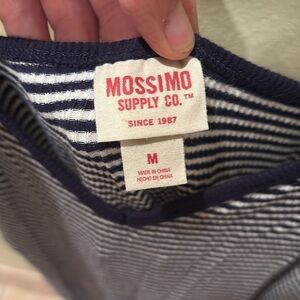 MOSSIMO
SUPPLY CO.™
SINCE 1987
M
MADE IN CHINA
HECHO EN CHINA